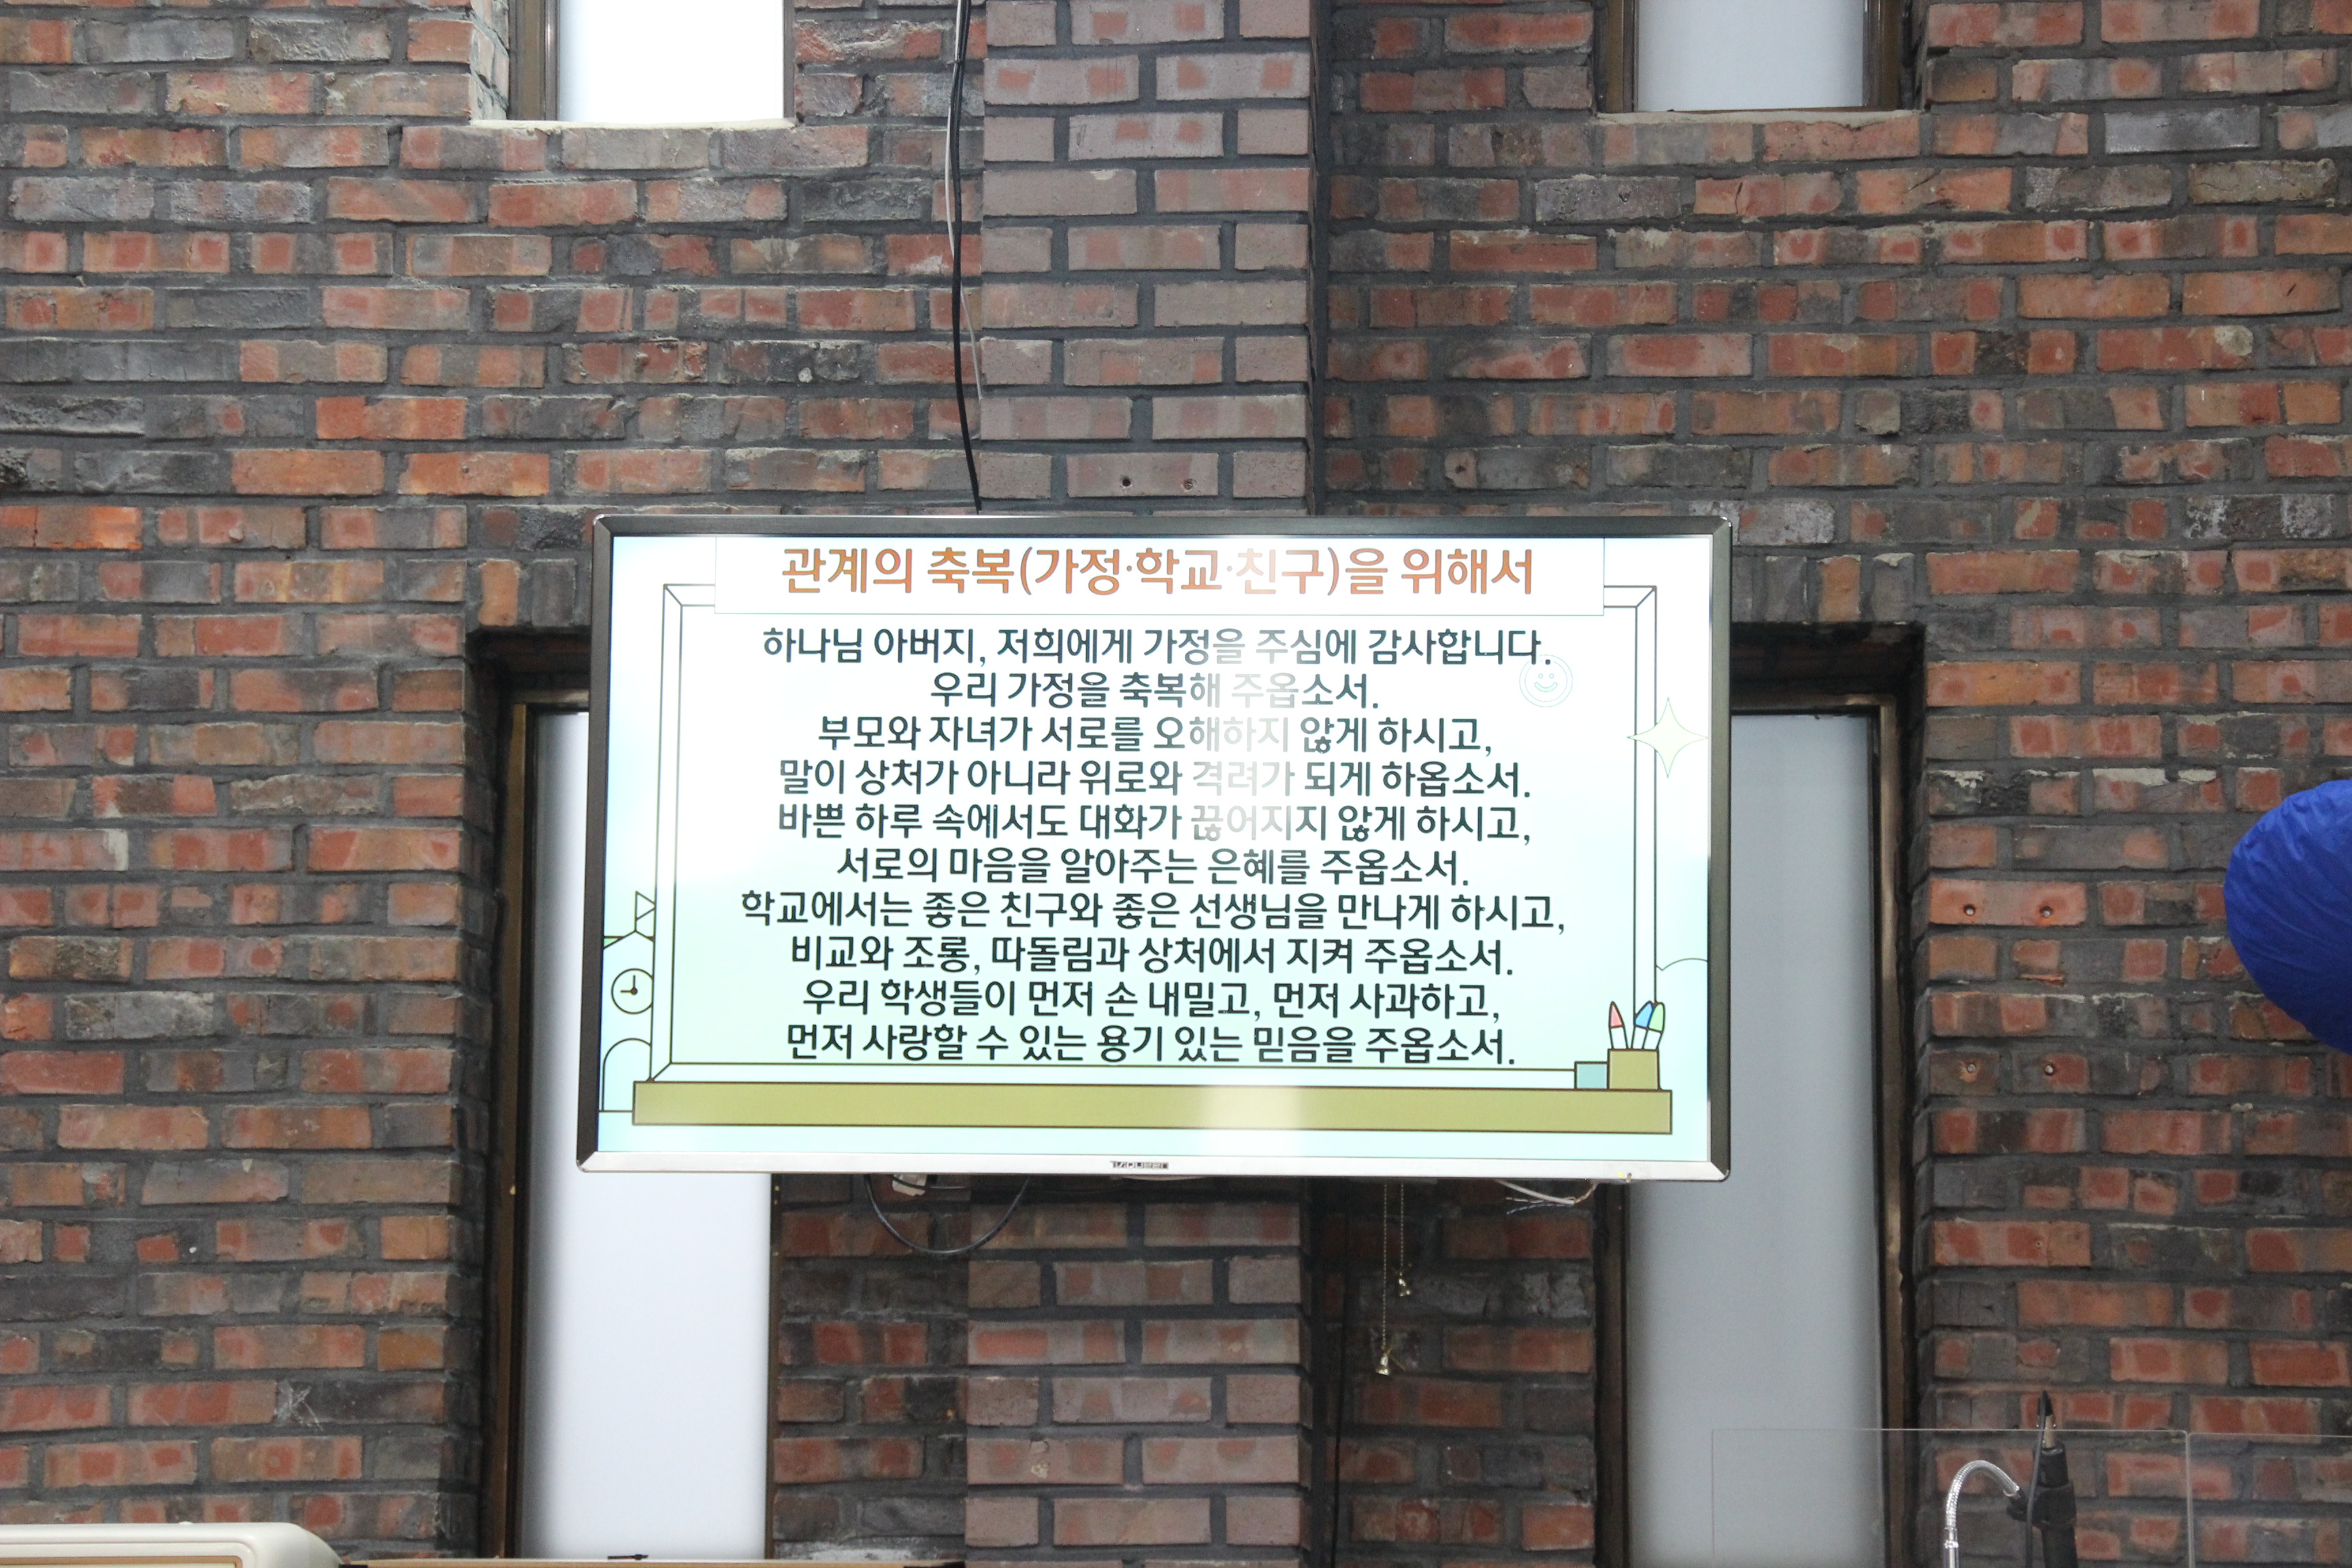 관계의 축복(가정·학교·친구)을 위해서
하나님 아버지, 저희에게 가정을 주심에 감사합니다.
우리 가정을 축복해 주옵소서.
부모와 자녀가 서로를 오해하지 않게 하시고,
말이 상처가 아니라 위로와 격려가 되게 하옵소서.
바쁜 하루 속에서도 대화가 끊어지지 않게 하시고,
서로의 마음을 알아주는 은혜를 주옵소서.
학교에서는 좋은 친구와 좋은 선생님을 만나게 하시고,
비교와 조롱, 따돌림과 상처에서 지켜 주옵소서.
우리 학생들이 먼저 손 내밀고, 먼저 사과하고,
먼저 사랑할 수 있는 용기 있는 믿음을 주옵소서.